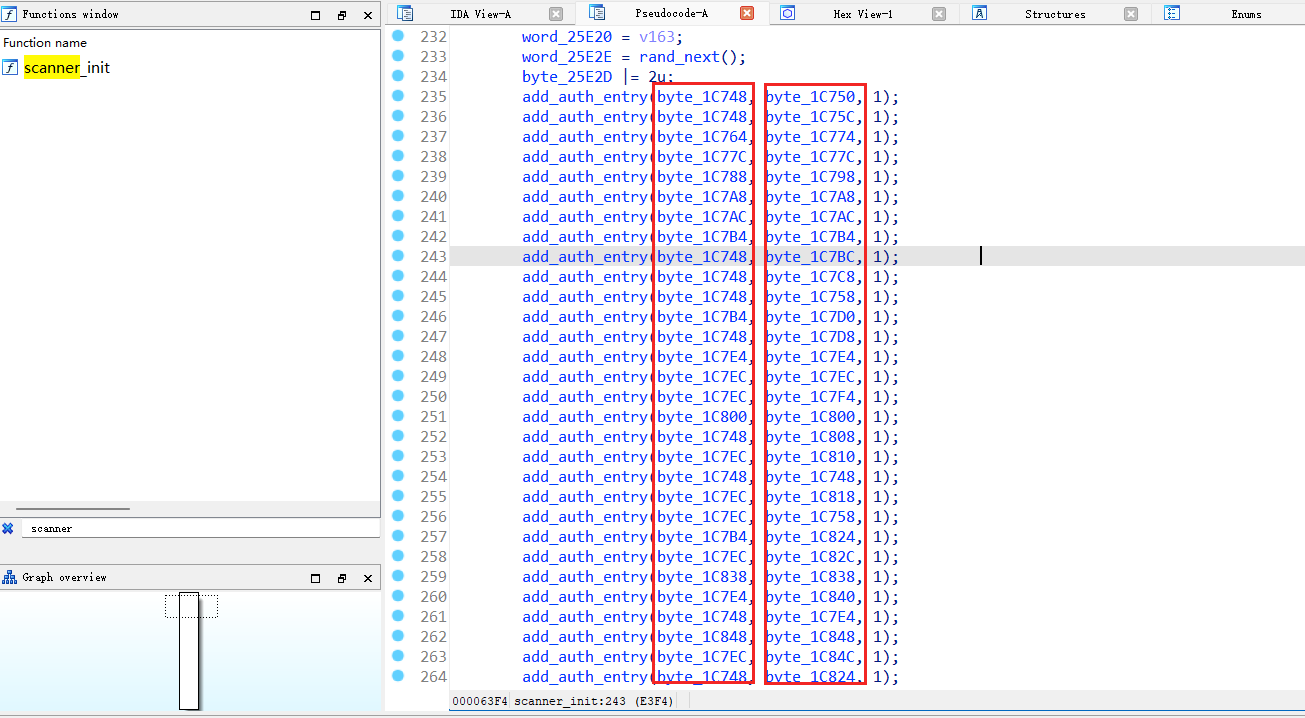 Functions window
IDA View-A
Pseudocode-A
Hex View-1
Structures
Enums
Function name
scanner_init
232 word_25E20 = v163;
233 word_25E2E = rand_next();
234 byte_25E2D |= 2u;
235 add_auth_entry(byte_1C748, byte_1C750, 1);
236 add_auth_entry(byte_1C748, byte_1C75C, 1);
237 add_auth_entry(byte_1C764, byte_1C774, 1);
238 add_auth_entry(byte_1C77C, byte_1C77C, 1);
239 add_auth_entry(byte_1C788, byte_1C798, 1);
240 add_auth_entry(byte_1C7A8, byte_1C7A8, 1);
241 add_auth_entry(byte_1C7AC, byte_1C7AC, 1);
242 add_auth_entry(byte_1C7B4, byte_1C7B4, 1);
243 add_auth_entry(byte_1C748, byte_1C7BC, 1);
244 add_auth_entry(byte_1C748, byte_1C7C8, 1);
245 add_auth_entry(byte_1C748, byte_1C758, 1);
246 add_auth_entry(byte_1C7B4, byte_1C7D0, 1);
247 add_auth_entry(byte_1C748, byte_1C7D8, 1);
248 add_auth_entry(byte_1C7E4, byte_1C7E4, 1);
249 add_auth_entry(byte_1C7EC, byte_1C7EC, 1);
250 add_auth_entry(byte_1C7EC, byte_1C7F4, 1);
251 add_auth_entry(byte_1C800, byte_1C800, 1);
252 add_auth_entry(byte_1C748, byte_1C808, 1);
253 add_auth_entry(byte_1C7EC, byte_1C810, 1);
254 add_auth_entry(byte_1C748, byte_1C748, 1);
255 add_auth_entry(byte_1C7EC, byte_1C818, 1);
256 add_auth_entry(byte_1C7EC, byte_1C758, 1);
257 add_auth_entry(byte_1C7B4, byte_1C824, 1);
258 add_auth_entry(byte_1C7EC, byte_1C82C, 1);
259 add_auth_entry(byte_1C838, byte_1C838, 1);
260 add_auth_entry(byte_1C7E4, byte_1C840, 1);
261 add_auth_entry(byte_1C748, byte_1C7E4, 1);
262 add_auth_entry(byte_1C848, byte_1C848, 1);
263 add_auth_entry(byte_1C7EC, byte_1C84C, 1);
264 add_auth_entry(byte_1C748, byte_1C824, 1);
scanner
Graph overview
000063F4 scanner_init:243 (E3F4)